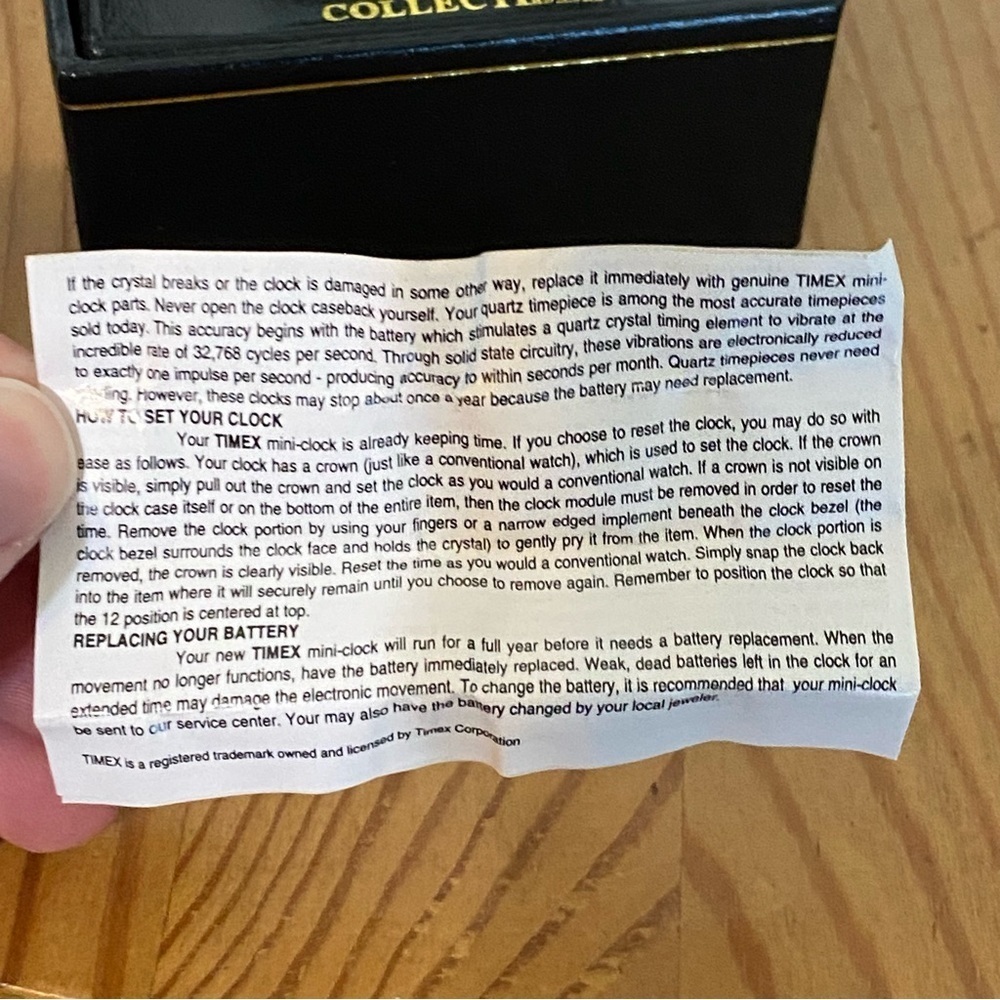 If the crystal breaks or the clock is damaged in some other way, replace it immediately with genuine TIMEX mini-
clock parts. Never open the clock caseback yourself. Your quartz timepiece is among the most accurate timepieces
sold today. This accuracy begins with the battery which stimulates a quartz crystal timing element to vibrate at the
incredible rate of 32,768 cycles per second. Through solid state circuitry, these vibrations are electronically reduced
to exactly one impulse per second - producing accuracy to within seconds per month. Quartz timepieces never need
However, these clocks may stop about once a year because the battery may need replacement.
HOW TO SET YOUR CLOCK
Your TIMEX mini-clock is already keeping time. If you choose to reset the clock, you may do so with
ease as follows. Your clock has a crown (just like a conventional watch), which is used to set the clock. If the crown
is visible, simply pull out the crown and set the clock as you would a conventional watch. If a crown is not visible on
the clock case itself or on the bottom of the entire item, then the clock module must be removed in order to reset the
time. Remove the clock portion by using your fingers or a narrow edged implement beneath the clock bezel (the
clock bezel surrounds the clock face and holds the crystal) to gently pry it from the item. When the clock portion is
removed, the crown is clearly visible. Reset the time as you would a conventional watch. Simply snap the clock back
into the item where it will securely remain until you choose to remove again. Remember to position the clock so that
the 12 position is centered at top.
REPLACING YOUR BATTERY
Your new TIMEX mini-clock will run for a full year before it needs a battery replacement. When the
movement no longer functions, have the battery immediately replaced. Weak, dead batteries left in the clock for an
extended time may damage the electronic movement. To change the battery, it is recommended that your mini-clock
be sent to our service center. Your may also have the battery changed by your local jeweler.
TIMEX is a registered trademark owned and licensed by Timex Corporation